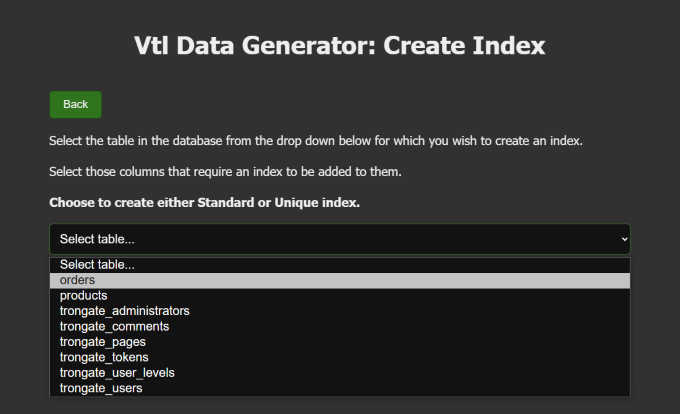 Vtl Data Generator: Create Index
Back
Select the table in the database from the drop down below for which you wish to create an index.
Select those columns that require an index to be added to them.
Choose to create either Standard or Unique index.
Select table...
Select table...
orders
products
trongate_administrators
trongate_comments
trongate_pages
trongate_tokens
trongate_user_levels
trongate_users